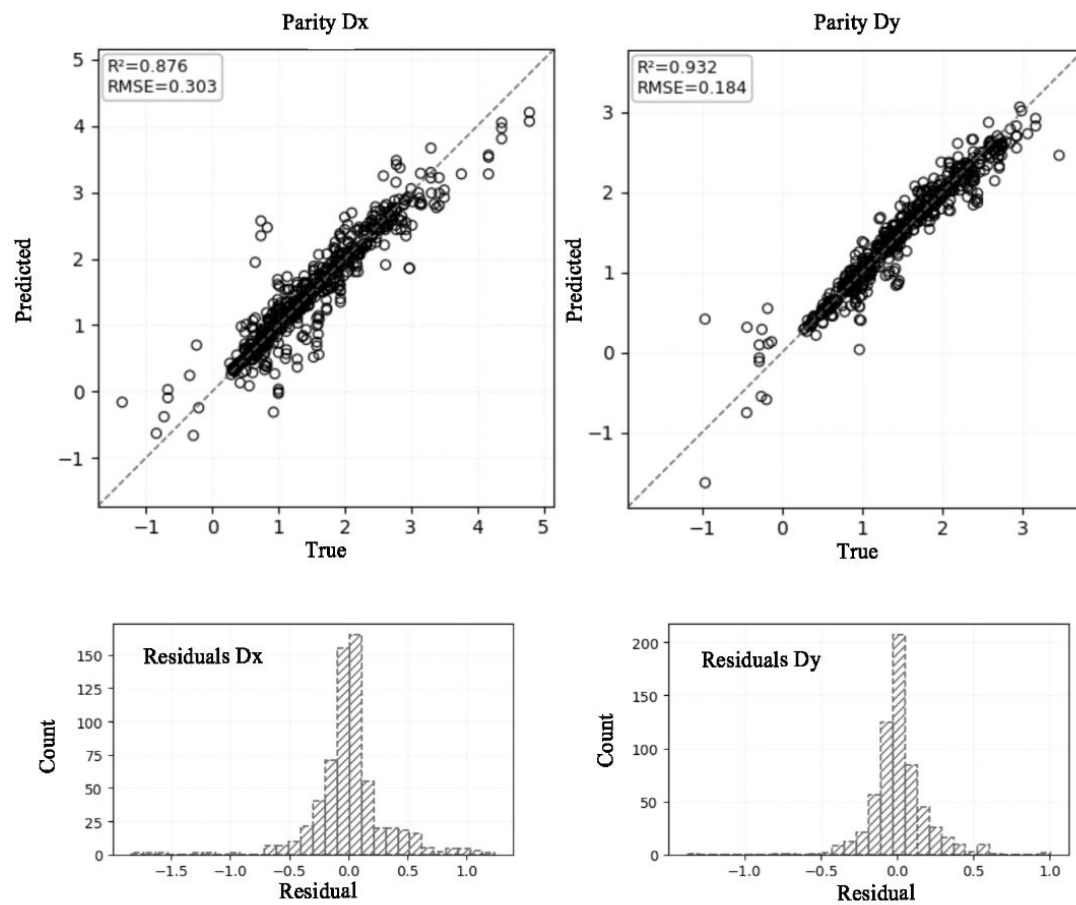 Parity Dx
R²=0.876
RMSE=0.303
5
4
3
2
1
0
−1
−1 0 1 2 3 4 5
Predicted
True
Parity Dy
R²=0.932
RMSE=0.184
3
2
1
0
−1
−1 0 1 2 3
Predicted
True
Residuals Dx
150
125
100
75
50
25
0
−1.5 −1.0 −0.5 0.0 0.5 1.0
Count
Residual
Residuals Dy
200
150
100
50
0
−1.0 −0.5 0.0 0.5 1.0
Count
Residual